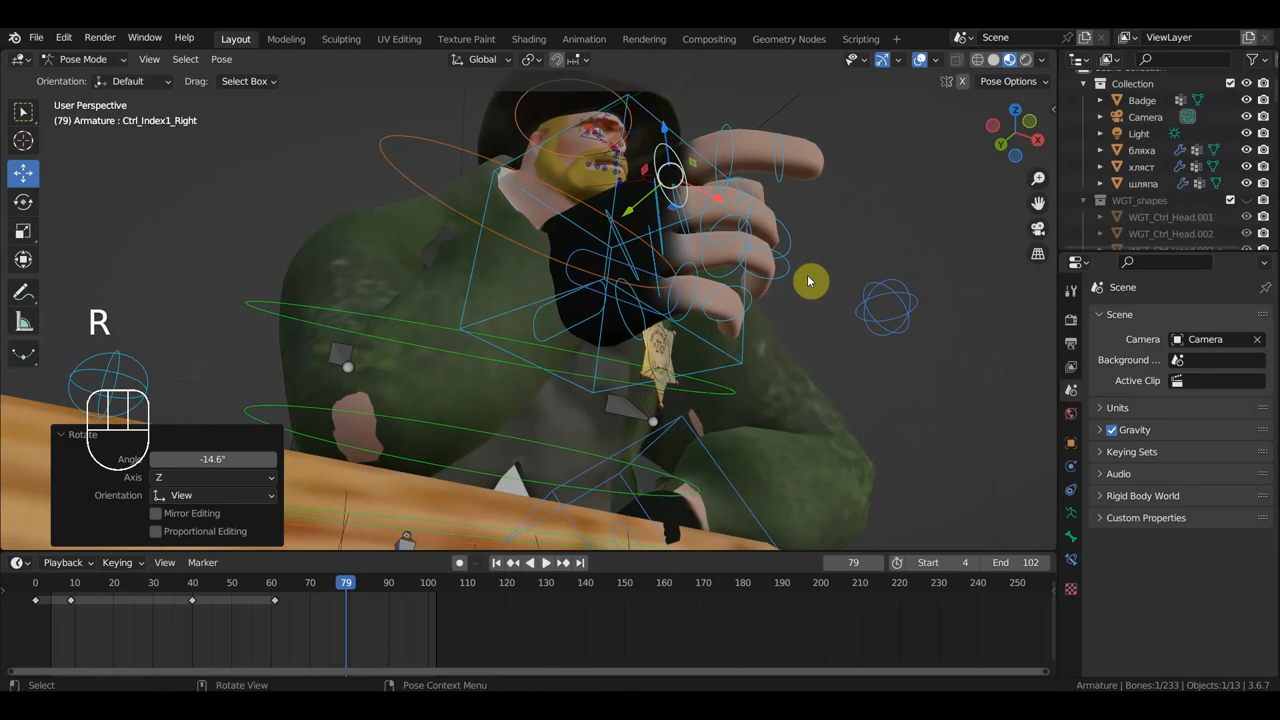 File Edit Render Window Help Layout Modeling Sculpting UV Editing Texture Paint Shading Animation Rendering Compositing Geometry Nodes Scripting + Scene ViewLayer
Pose Mode View Select Pose Global
Orientation: Default Drag: Select Box X Pose Options
User Perspective
(79) Armature : Ctrl_Index1_Right
Z
X
Y
R
Rotate
Angle -14.6°
Axis Z
Orientation View
Mirror Editing
Proportional Editing
Collection
Badge
Camera
Light
бляха
хляст
шляпа
WGT_shapes
WGT_Ctrl_Head.001
WGT_Ctrl_Head.002
Scene
Scene
Camera Camera
Background ...
Active Clip
Units
Gravity
Keying Sets
Audio
Rigid Body World
Custom Properties
Playback Keying View Marker 79 Start 4 End 102
0 10 20 30 40 50 60 70 79 90 100 110 120 130 140 150 160 170 180 190 200 210 220 230 240 250
Select Rotate View Pose Context Menu Armature | Bones:1/233 | Objects:1/13 | 3.6.7